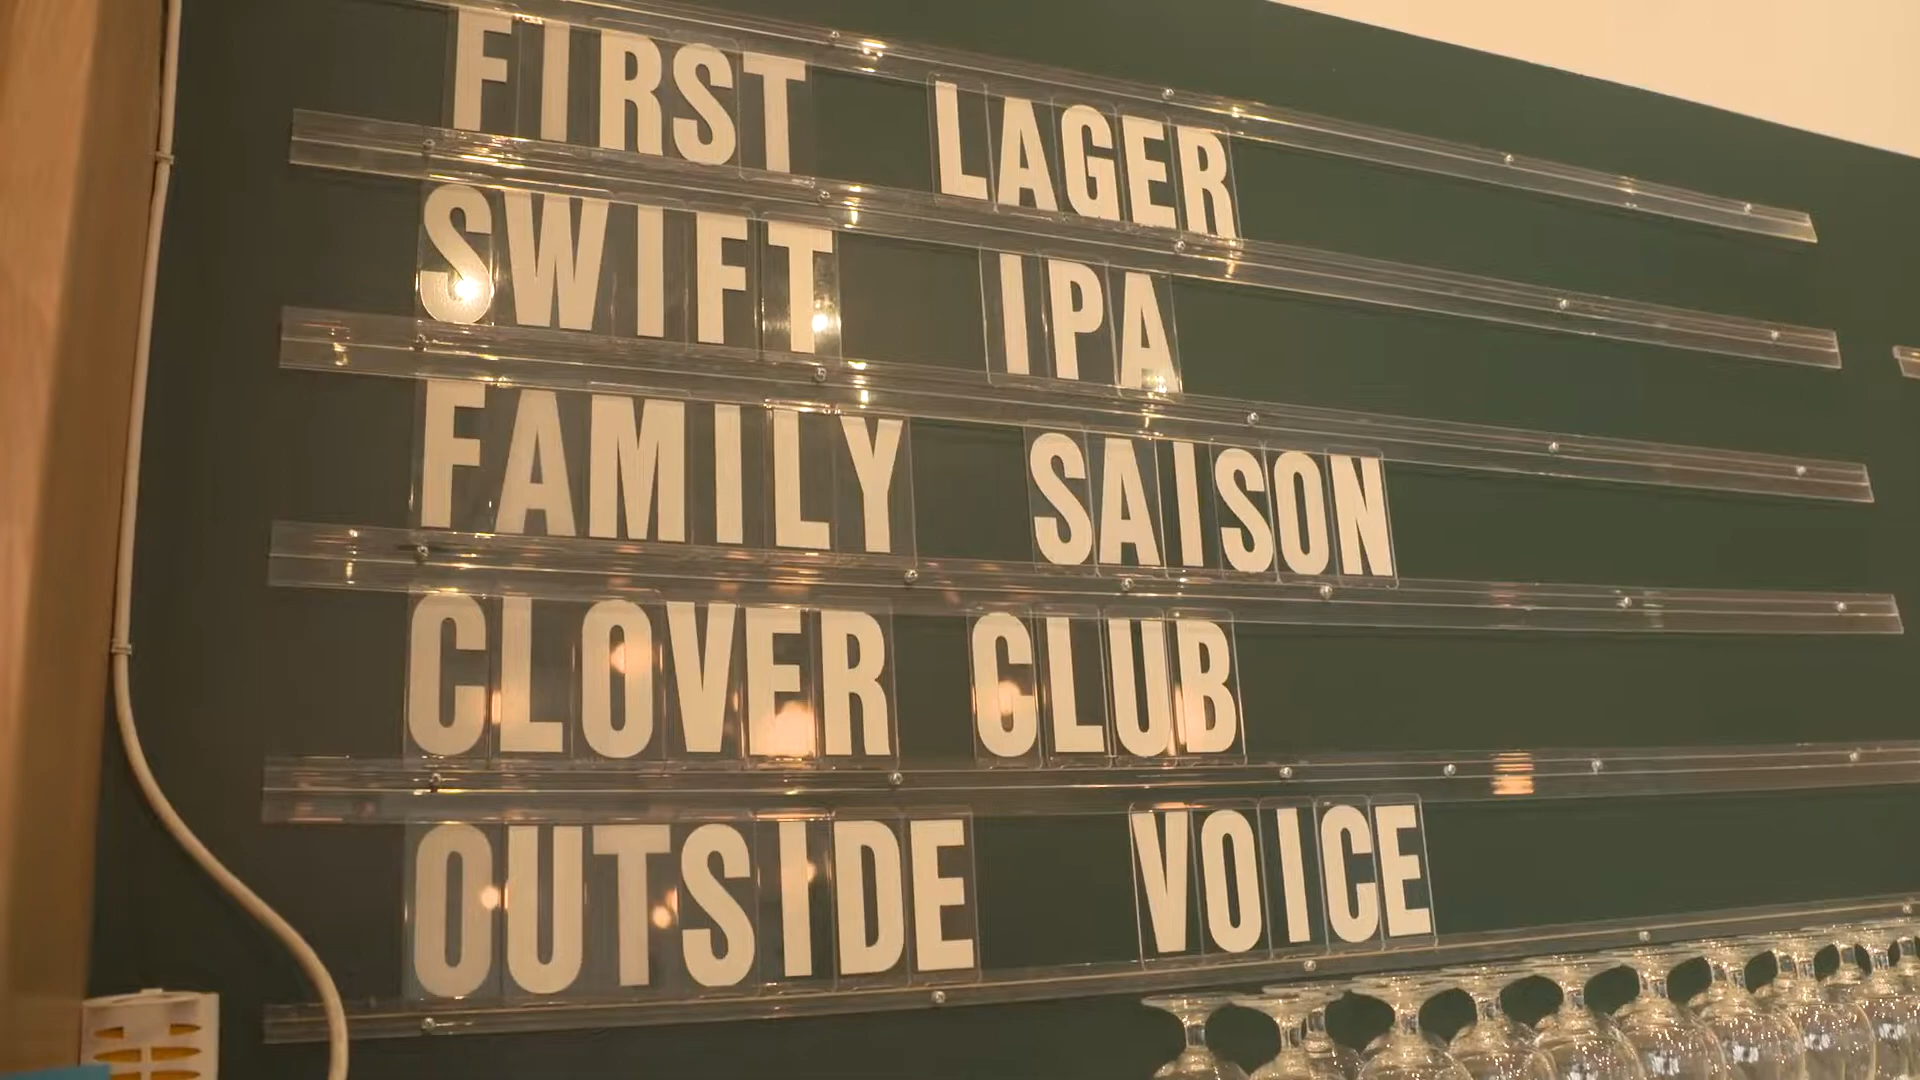 FIRST LAGER
SWIFT IPA
FAMILY SAISON
CLOVER CLUB
OUTSIDE VOICE